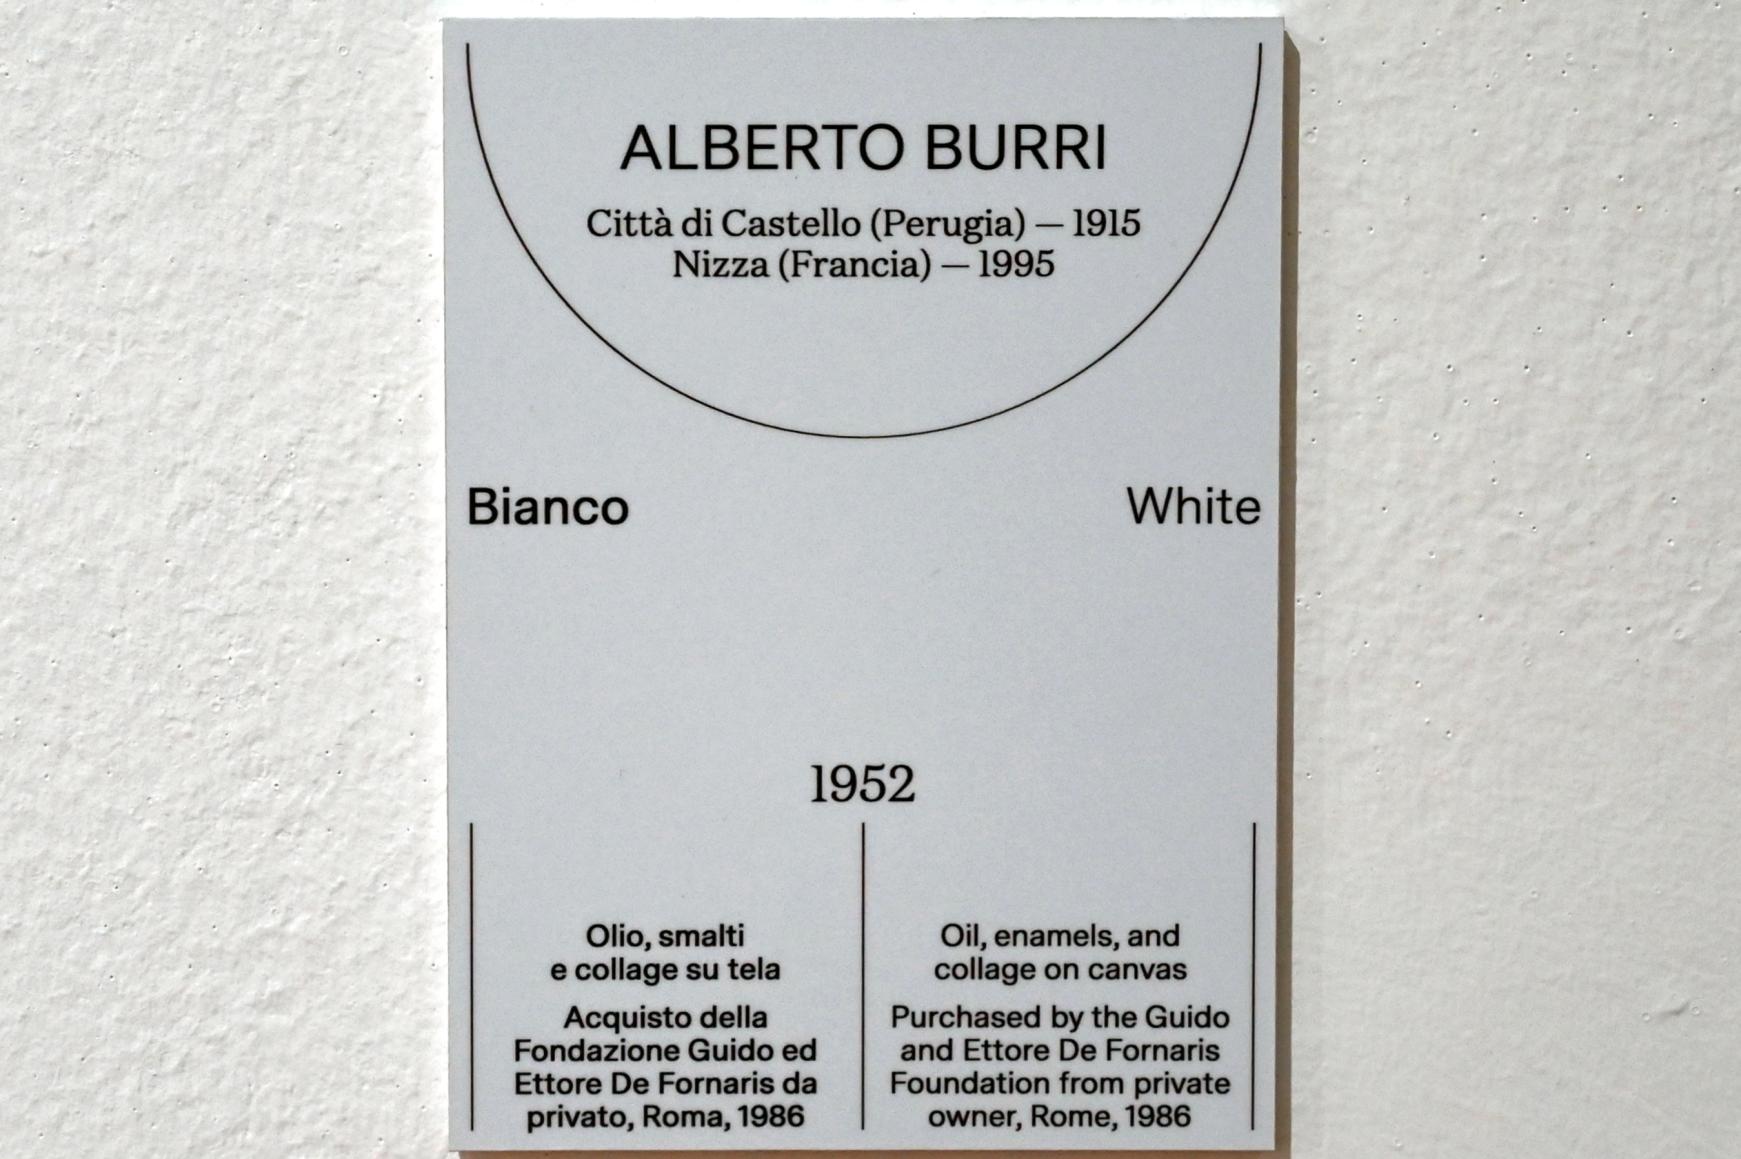 ALBERTO BURRI
Città di Castello (Perugia) — 1915
Nizza (Francia) — 1995
Bianco
White
1952
Olio, smalti
e collage su tela
Acquisto della
Fondazione Guido ed
Ettore De Fornaris da
privato, Roma, 1986
Oil, enamels, and
collage on canvas
Purchased by the Guido
and Ettore De Fornaris
Foundation from private
owner, Rome, 1986